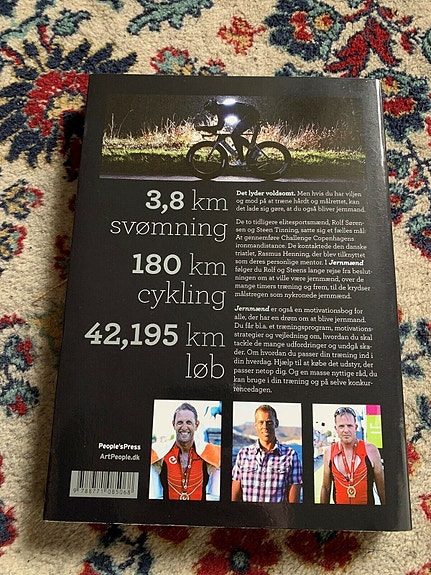 3,8 km
svømning
180 km
cykling
42,195 km
løb
Det lyder voldsomt. Men hvis du har viljen
og mod på at træne hårdt og målrettet, kan
det lade sig gøre, at du også bliver jernmand.
De to tidligere elitesportsmænd, Rolf Søren-
sen og Steen Tinning, satte sig et fælles mål:
At gennemføre Challenge Copenhagens
ironmandistance. De kontaktede den danske
triatlet, Rasmus Henning, der blev tilknyttet
som deres personlige mentor. I Jernmænd
følger du Rolf og Steens lange rejse fra beslut-
ningen om at ville være jernmænd, over de
mange timers træning og frem, til de krydser
målstregen som nykronede jernmænd.
Jernmænd er også en motivationsbog for
alle, der har en drøm om at blive jernmand.
Du får bl.a. et træningsprogram, motivations-
strategier og vejledning om, hvordan du skal
tackle de mange udfordringer og undgå ska-
der. Om hvordan du passer din træning ind i
din hverdag. Hjælp til at købe det udstyr, der
passer netop dig. Og en masse nyttige råd, du
kan bruge i din træning og på selve konkur-
rencedagen.
People'sPress
ArtPeople.dk
9 788771 085068